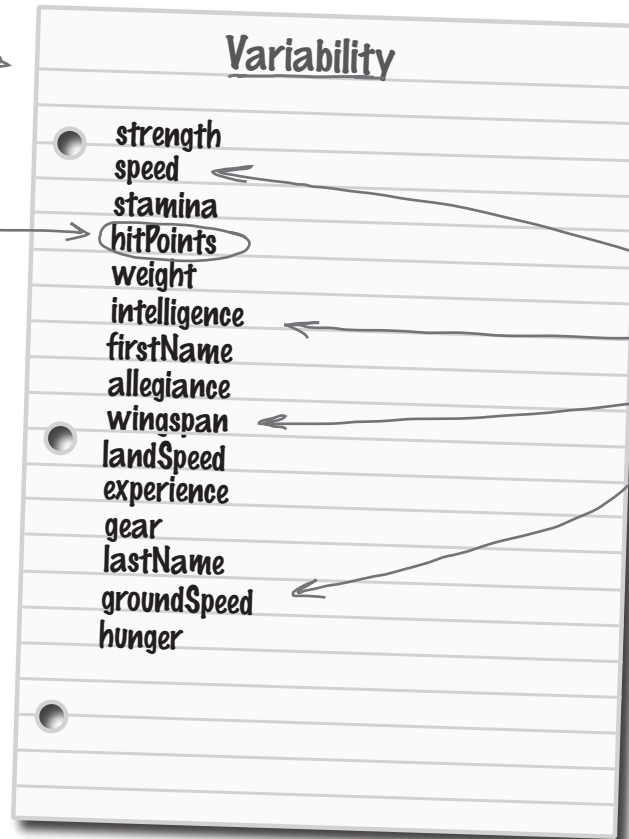 Variability
strength
speed
stamina
hitPoints
weight
intelligence
firstName
allegiance
wingspan
landSpeed
experience
gear
lastName
groundSpeed
hunger